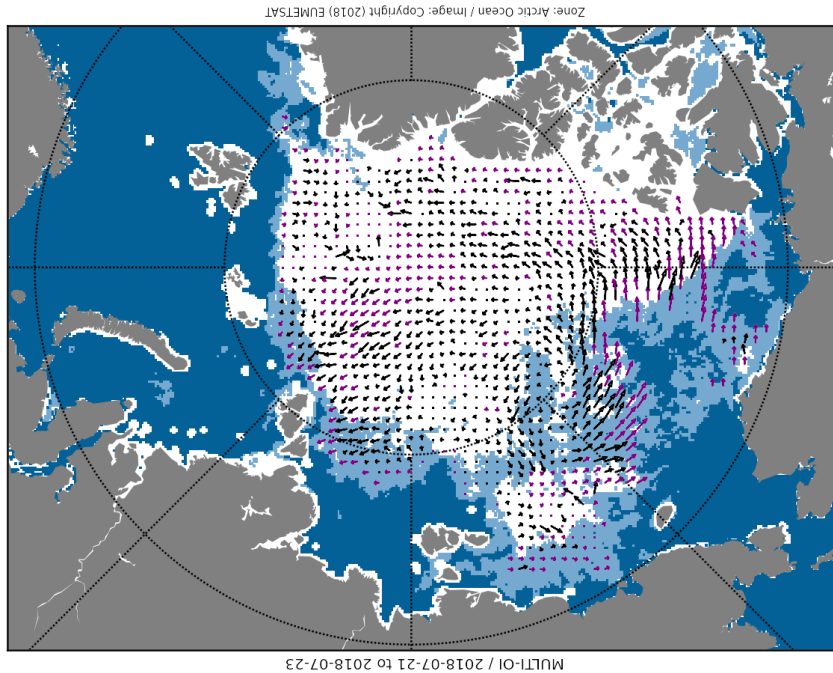 MULTI-OI / 2018-07-21 to 2018-07-23
Zone: Arctic Ocean / Image: Copyright (2018) EUMETSAT